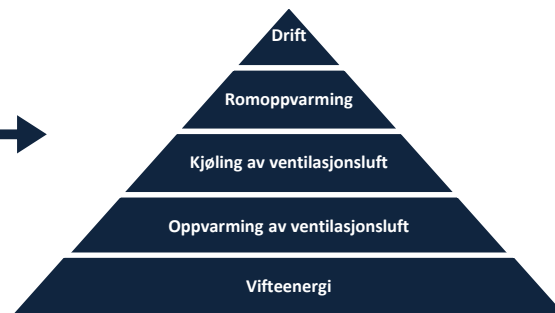 Drift
Romoppvarming
Kjøling av ventilasjonsluft
Oppvarming av ventilasjonsluft
Vifteenergi